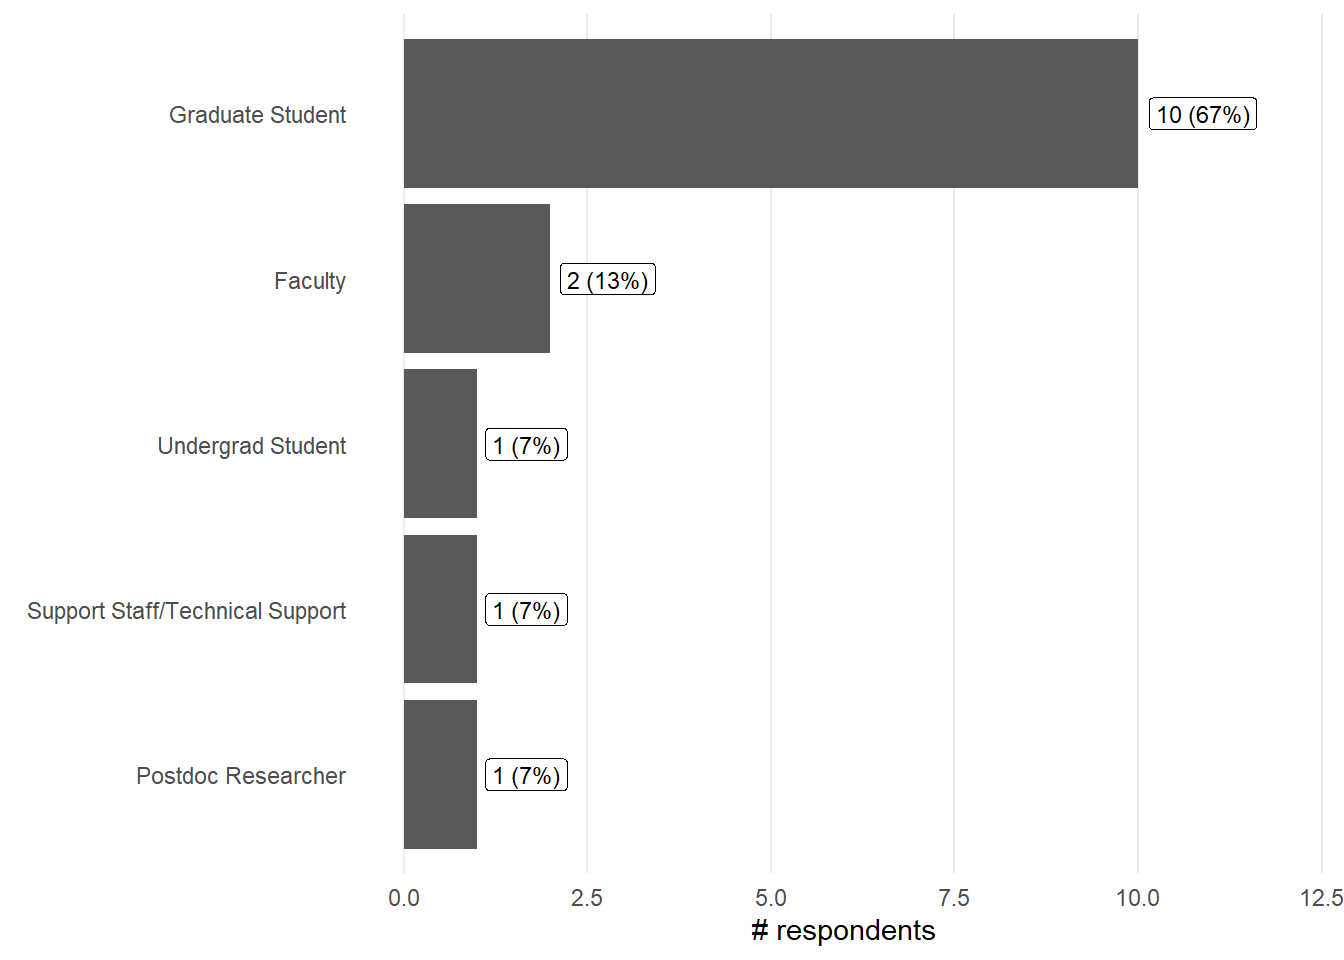 Graduate Student
10 (67%)
Faculty
2 (13%)
Undergrad Student
1 (7%)
Support Staff/Technical Support
1 (7%)
Postdoc Researcher
1 (7%)
0.0 2.5 5.0 7.5 10.0 12.5
# respondents